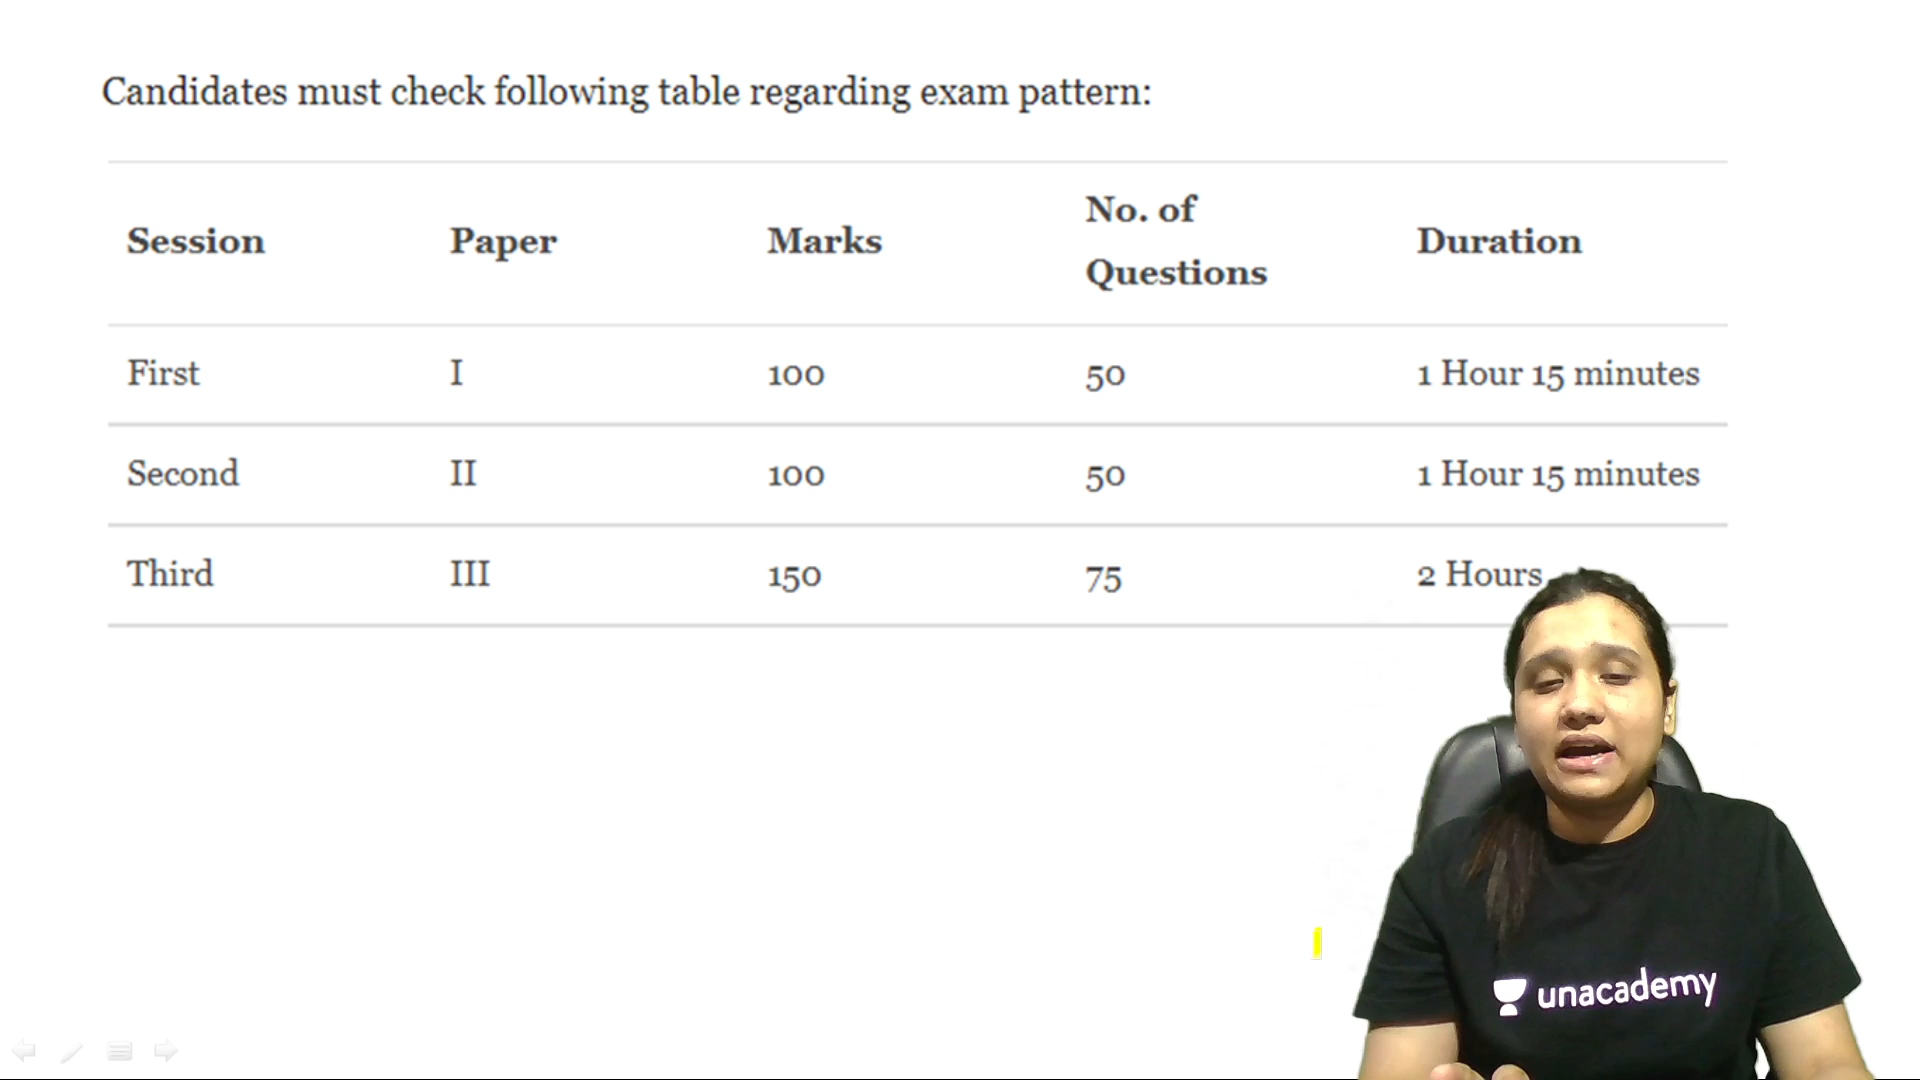 Candidates must check following table regarding exam pattern:
Session Paper Marks No. of Questions Duration
First I 100 50 1 Hour 15 minutes
Second II 100 50 1 Hour 15 minutes
Third III 150 75 2 Hours
unacademy